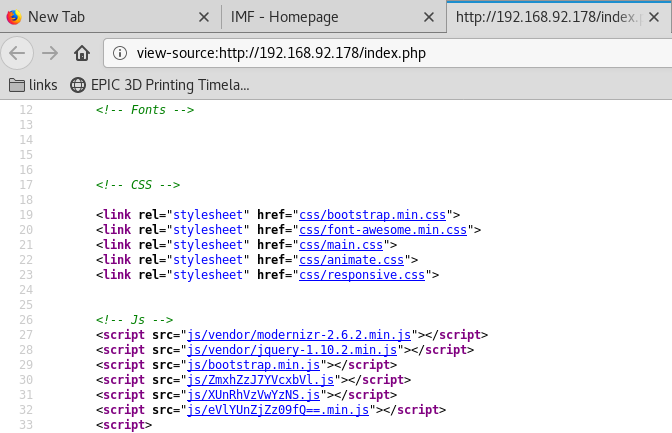 New Tab
IMF - Homepage
http://192.168.92.178/index.p
view-source:http://192.168.92.178/index.php
links
EPIC 3D Printing Timela...
12 <!-- Fonts -->
13
14
15
16
17 <!-- CSS -->
18
19 <link rel="stylesheet" href="css/bootstrap.min.css">
20 <link rel="stylesheet" href="css/font-awesome.min.css">
21 <link rel="stylesheet" href="css/main.css">
22 <link rel="stylesheet" href="css/animate.css">
23 <link rel="stylesheet" href="css/responsive.css">
24
25
26 <!-- Js -->
27 <script src="js/vendor/modernizr-2.6.2.min.js"></script>
28 <script src="js/vendor/jquery-1.10.2.min.js"></script>
29 <script src="js/bootstrap.min.js"></script>
30 <script src="js/ZmxhZzJ7YVcxbVl.js"></script>
31 <script src="js/XUnRhVzVwYzNS.js"></script>
32 <script src="js/eVlYUnZjZz09fQ==.min.js"></script>
33 <script>